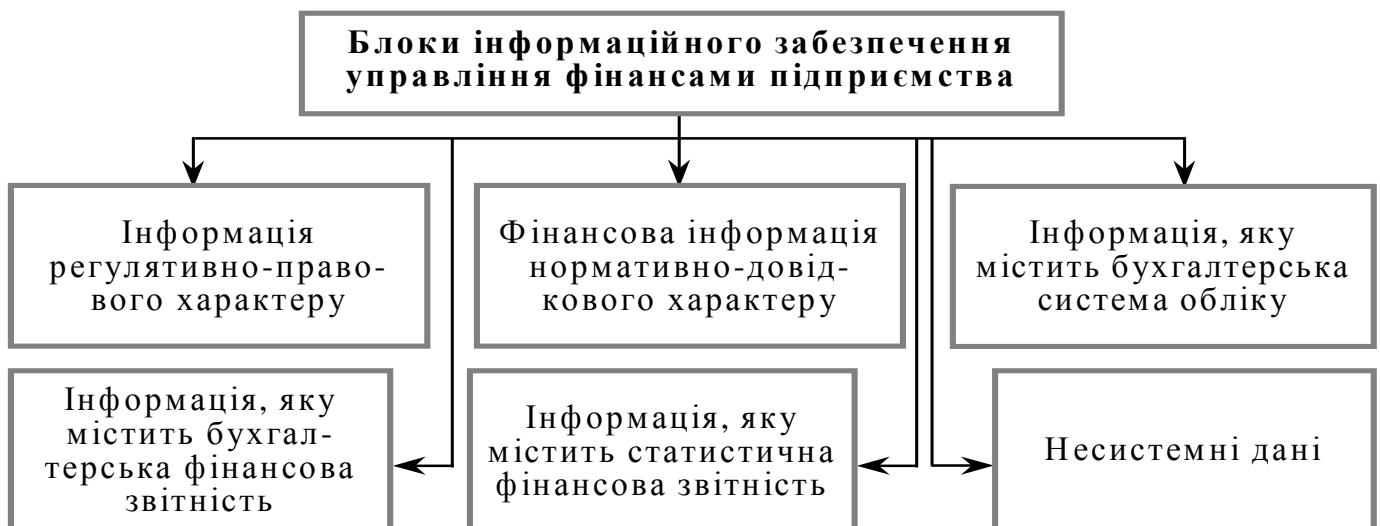 Блоки інформаційного забезпечення
управління фінансами підприємства
Інформація
регулятивно-право-
вого характеру
Фінансова інформація
нормативно-довід-
кового характеру
Інформація, яку
містить бухгалтерська
система обліку
Інформація, яку
містить бухгал-
терська фінансова
звітність
Інформація, яку
містить статистична
фінансова звітність
Несистемні дані